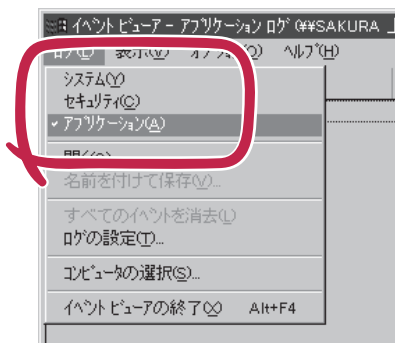 イベント ビューアー - アプリケーション ログ (¥¥SAKURA
ログ(L) 表示(V) オプション(O) ヘルプ(H)
システム(Y)
セキュリティ(C)
アプリケーション(A)
開く(O)...
名前を付けて保存(V)...
すべてのイベントを消去(L)
ログの設定(T)...
コンピュータの選択(S)...
イベント ビューアの終了(X) Alt+F4